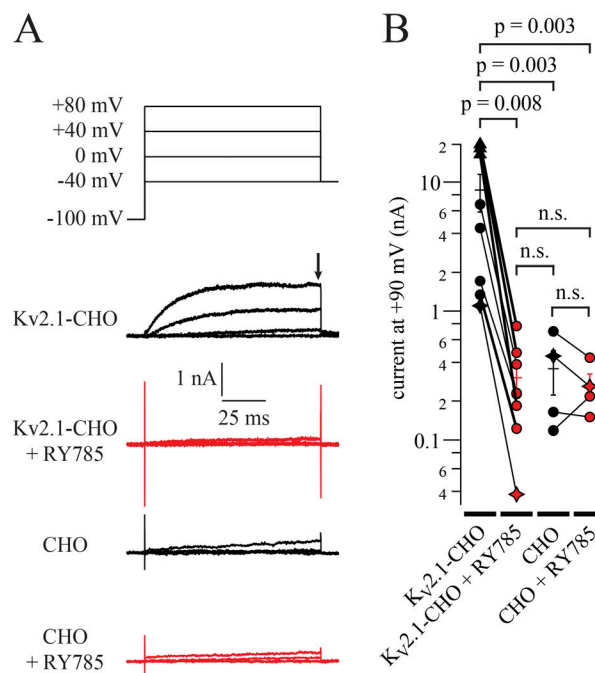 A
+80 mV
+40 mV
0 mV
-40 mV
-100 mV
Kv2.1-CHO
1 nA
25 ms
Kv2.1-CHO
+ RY785
CHO
CHO
+ RY785
B
p = 0.003
p = 0.003
p = 0.008
n.s.
n.s.
n.s.
current at +90 mV (nA)
2
10
6
4
2
1
6
4
2
0.1
6
4
KV2.1-CHO
KV2.1-CHO + RY785
CHO
CHO + RY785